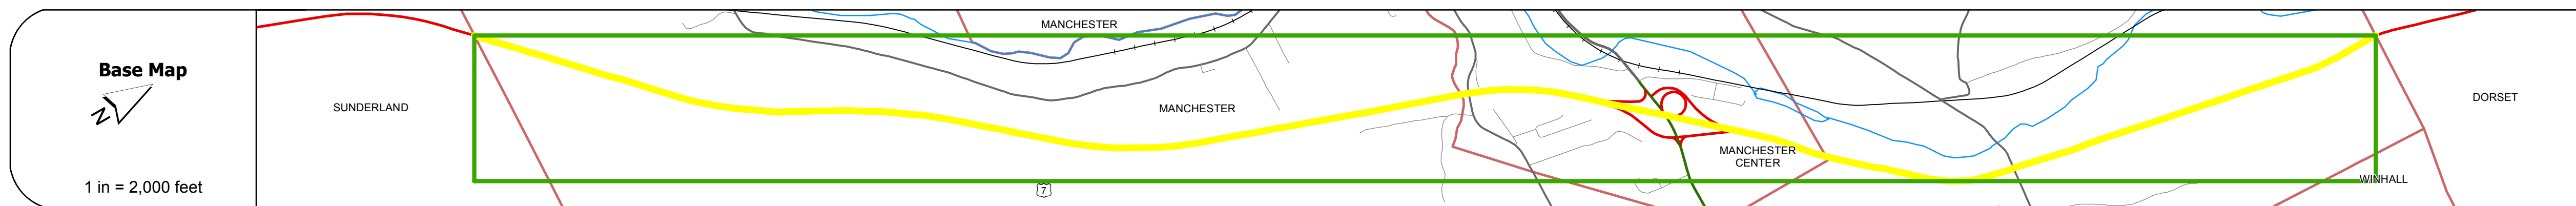 Base Map
N
1 in = 2,000 feet
SUNDERLAND
MANCHESTER
MANCHESTER
7
MANCHESTER
CENTER
WINHALL
DORSET